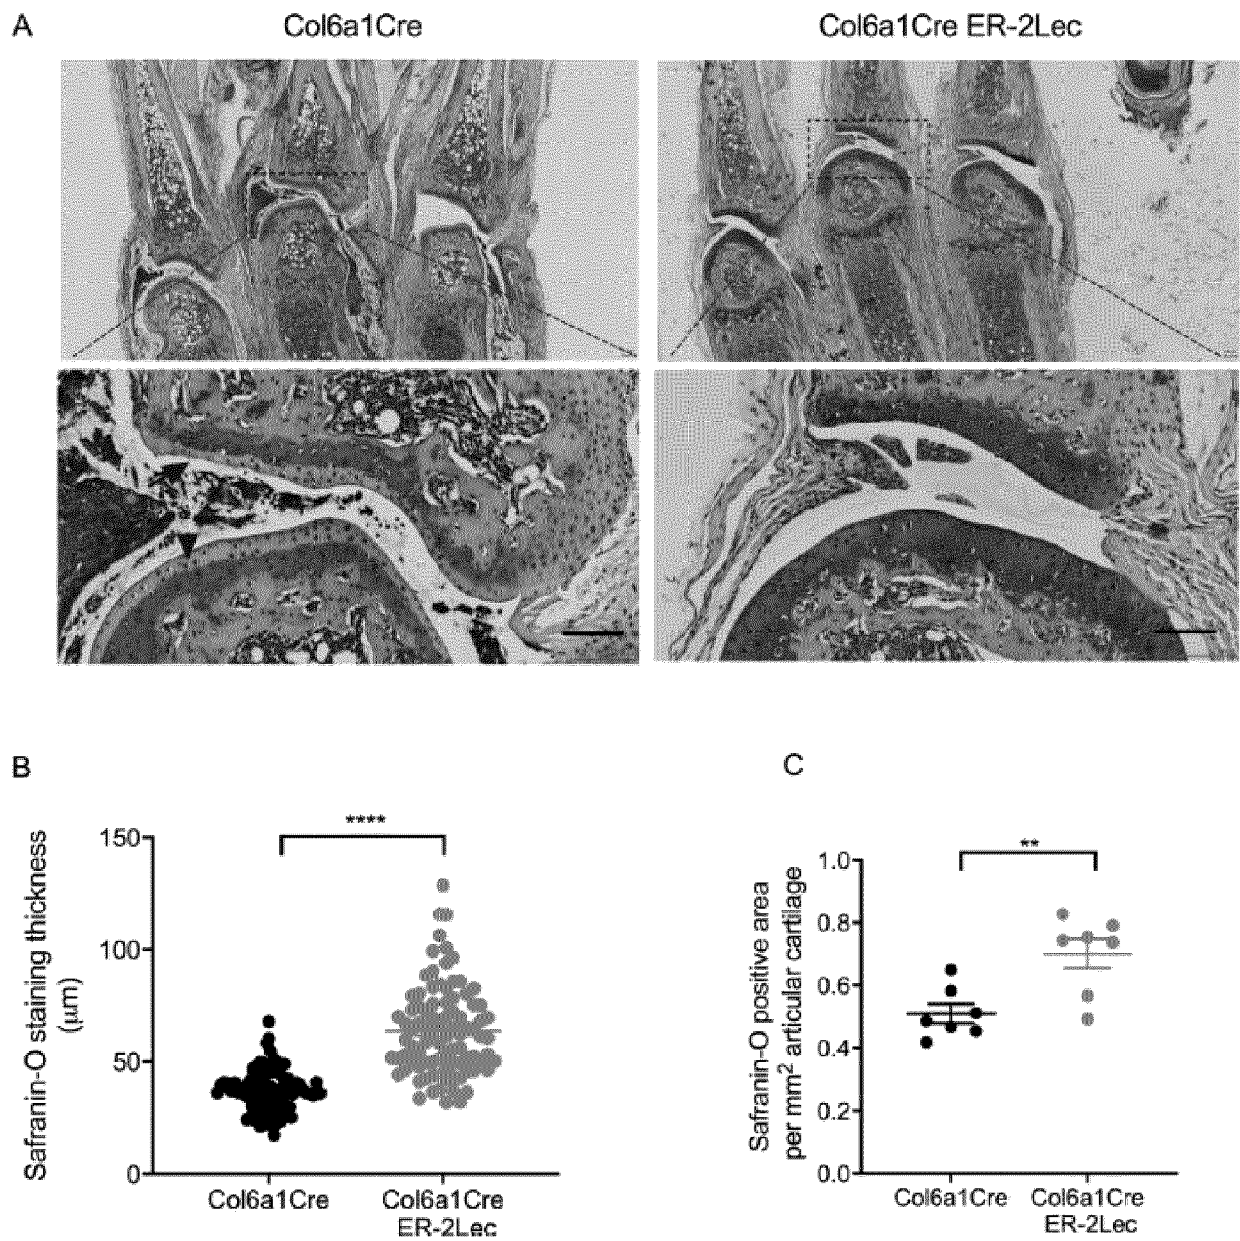 A
Col6a1Cre
Col6a1Cre ER-2Lec
B
Safranin-O staining thickness
(μm)
150
100
50
0
****
Col6a1Cre
Col6a1Cre
ER-2Lec
C
Safranin-O positive area
per mm² articular cartilage
1.0
0.8
0.6
0.4
0.2
0.0
**
Col6a1Cre
Col6a1Cre
ER-2Lec